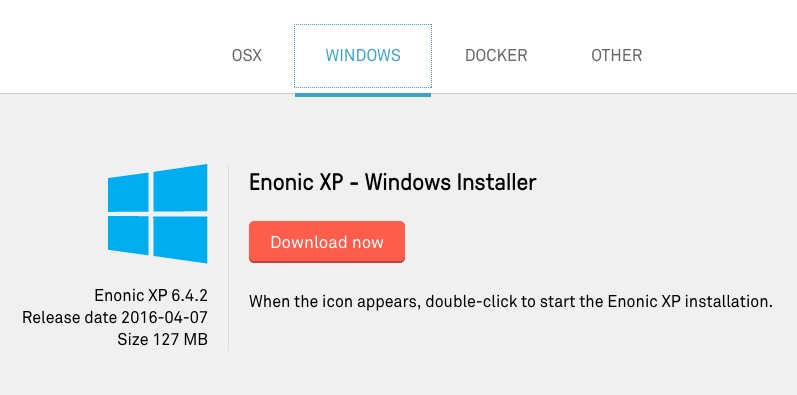 OSX WINDOWS DOCKER OTHER
Enonic XP - Windows Installer
Download now
Enonic XP 6.4.2
Release date 2016-04-07
Size 127 MB
When the icon appears, double-click to start the Enonic XP installation.